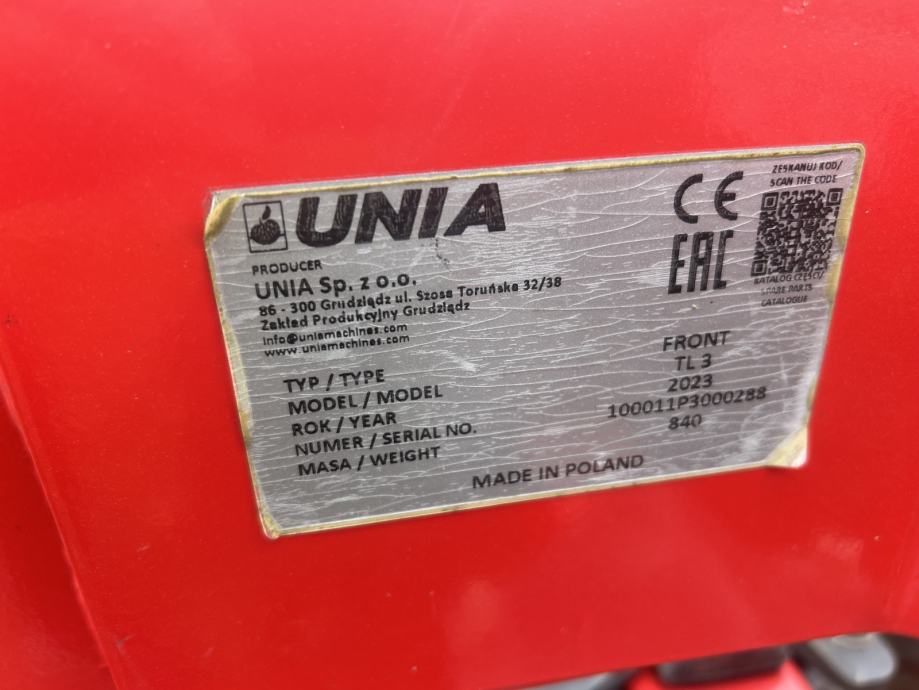 UNIA
CE
EAC
ZESKANUJ KOD/
SCAN THE CODE
KATALOG CZĘŚCI/
SPARE PARTS
CATALOGUE
PRODUCER
UNIA Sp. z o.o.
86 - 300 Grudziądz ul. Szosa Toruńska 32/38
Zakład Produkcyjny Grudziądz
info@uniamachines.com
www.uniamachines.com
TYP / TYPE FRONT
MODEL / MODEL TL 3
ROK / YEAR 2023
NUMER / SERIAL NO. 100011P3000288
MASA / WEIGHT 840
MADE IN POLAND